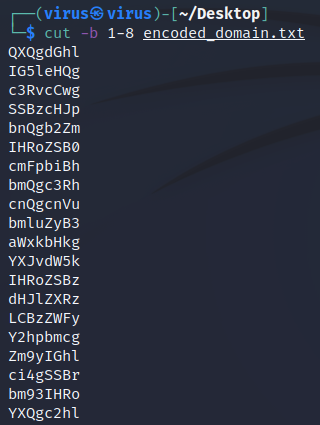 ┌──(virus㉿virus)-[~/Desktop]
└─$ cut -b 1-8 encoded_domain.txt
QXQgdGhl
IG5leHQg
c3RvcCwg
SSBzcHJp
bnQgb2Zm
IHRoZSB0
cmFpbiBh
bmQgc3Rh
cnQgcnVu
bmluZyB3
aWxkbHkg
YXJvdW5k
IHRoZSBz
dHJlZXRz
LCBzZWFy
Y2hpbmcg
Zm9yIGhl
ci4gSSBr
bm93IHRo
YXQgc2hl